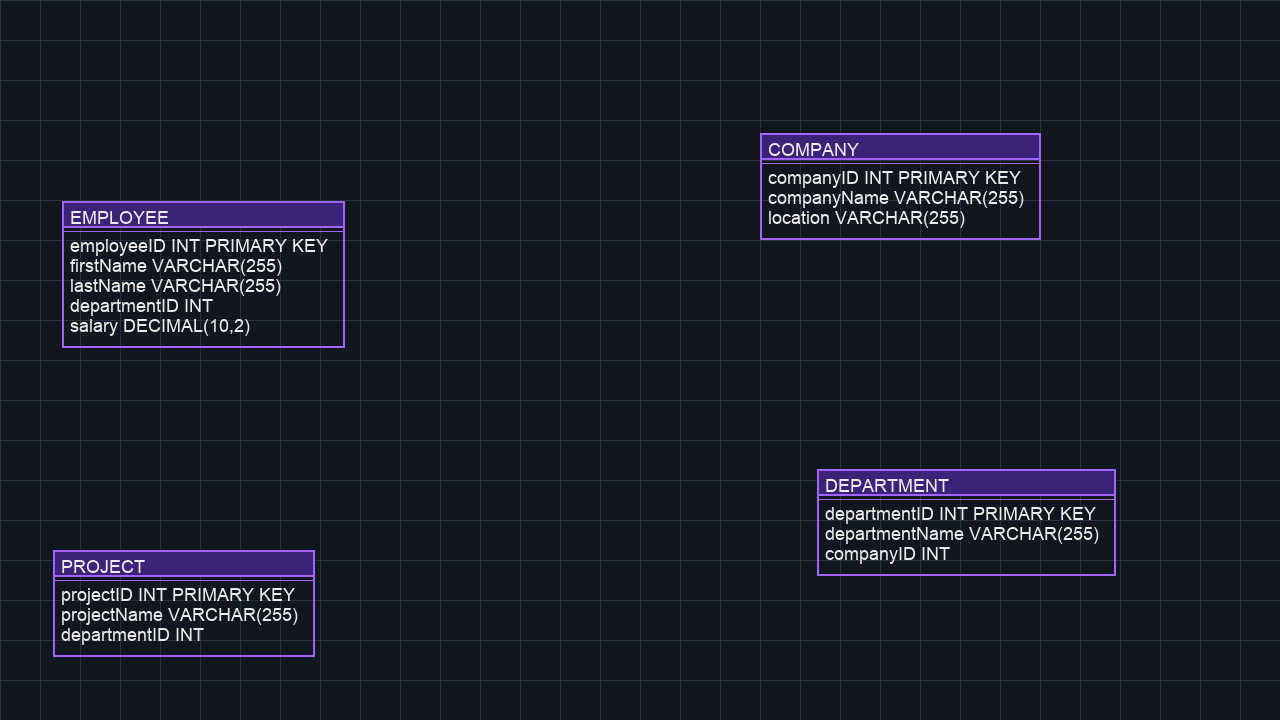 COMPANY
companyID INT PRIMARY KEY
companyName VARCHAR(255)
location VARCHAR(255)
EMPLOYEE
employeeID INT PRIMARY KEY
firstName VARCHAR(255)
lastName VARCHAR(255)
departmentID INT
salary DECIMAL(10,2)
DEPARTMENT
departmentID INT PRIMARY KEY
departmentName VARCHAR(255)
companyID INT
PROJECT
projectID INT PRIMARY KEY
projectName VARCHAR(255)
departmentID INT